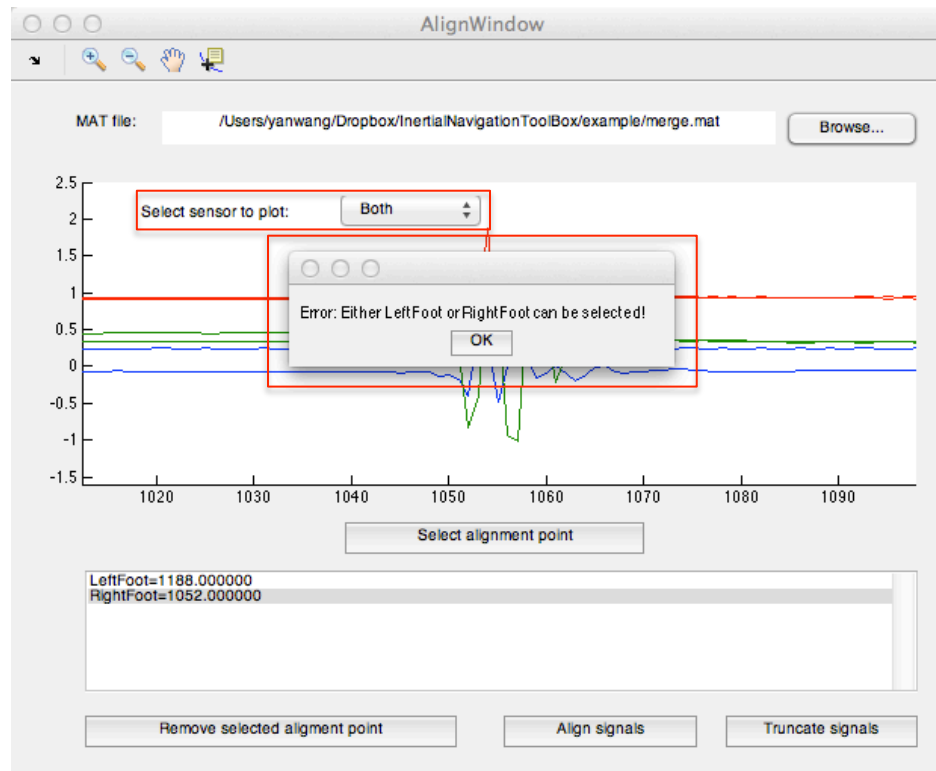 AlignWindow
MAT file: /Users/yanwang/Dropbox/InertialNavigationToolBox/example/merge.mat Browse...
2.5
Select sensor to plot: Both
2
1.5
1
Error: Either LeftFoot or RightFoot can be selected!
0.5
OK
0
-0.5
-1
-1.5
1020 1030 1040 1050 1060 1070 1080 1090
Select alignment point
LeftFoot=1188.000000
RightFoot=1052.000000
Remove selected aligment point Align signals Truncate signals